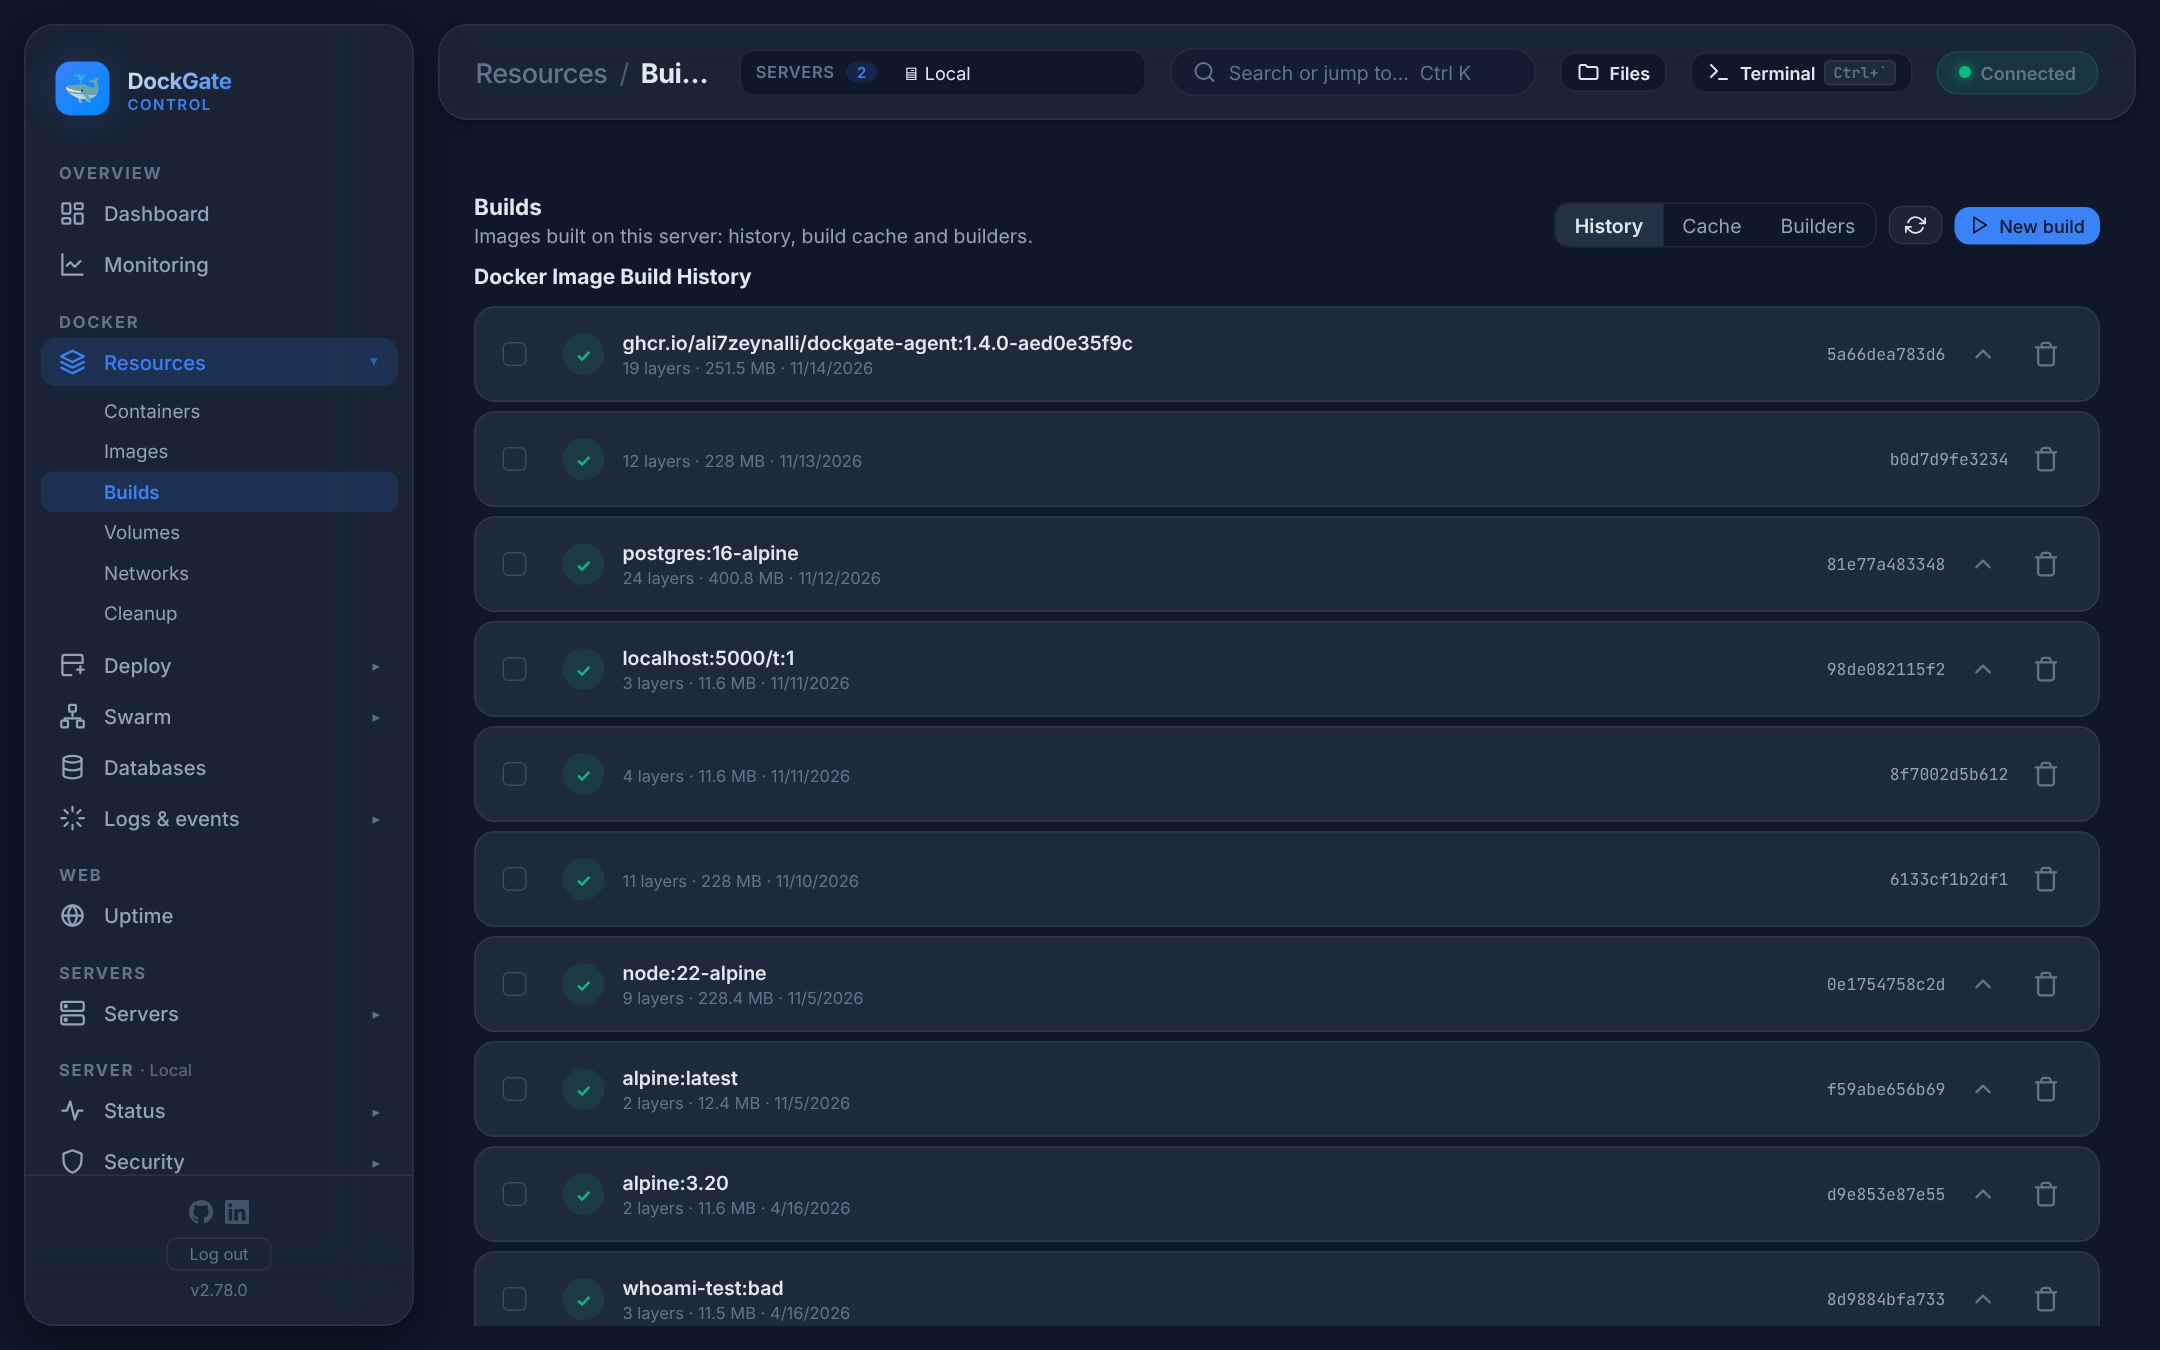 DockGate
CONTROL
OVERVIEW
Dashboard
Monitoring
DOCKER
Resources
Containers
Images
Builds
Volumes
Networks
Cleanup
Deploy
Swarm
Databases
Logs & events
WEB
Uptime
SERVERS
Servers
SERVER · Local
Status
Security
Log out
v2.78.0
Resources / Bui...
SERVERS 2 Local
Search or jump to... Ctrl K
Files
Terminal Ctrl+`
Connected
Builds
Images built on this server: history, build cache and builders.
History Cache Builders
New build
Docker Image Build History
ghcr.io/ali7zeynalli/dockgate-agent:1.4.0-aed0e35f9c
19 layers · 251.5 MB · 11/14/2026
5a66dea783d6
12 layers · 228 MB · 11/13/2026
b0d7d9fe3234
postgres:16-alpine
24 layers · 400.8 MB · 11/12/2026
81e77a483348
localhost:5000/t:1
3 layers · 11.6 MB · 11/11/2026
98de082115f2
4 layers · 11.6 MB · 11/11/2026
8f7002d5b612
11 layers · 228 MB · 11/10/2026
6133cf1b2df1
node:22-alpine
9 layers · 228.4 MB · 11/5/2026
0e1754758c2d
alpine:latest
2 layers · 12.4 MB · 11/5/2026
f59abe656b69
alpine:3.20
2 layers · 11.6 MB · 4/16/2026
d9e853e87e55
whoami-test:bad
3 layers · 11.5 MB · 4/16/2026
8d9884bfa733